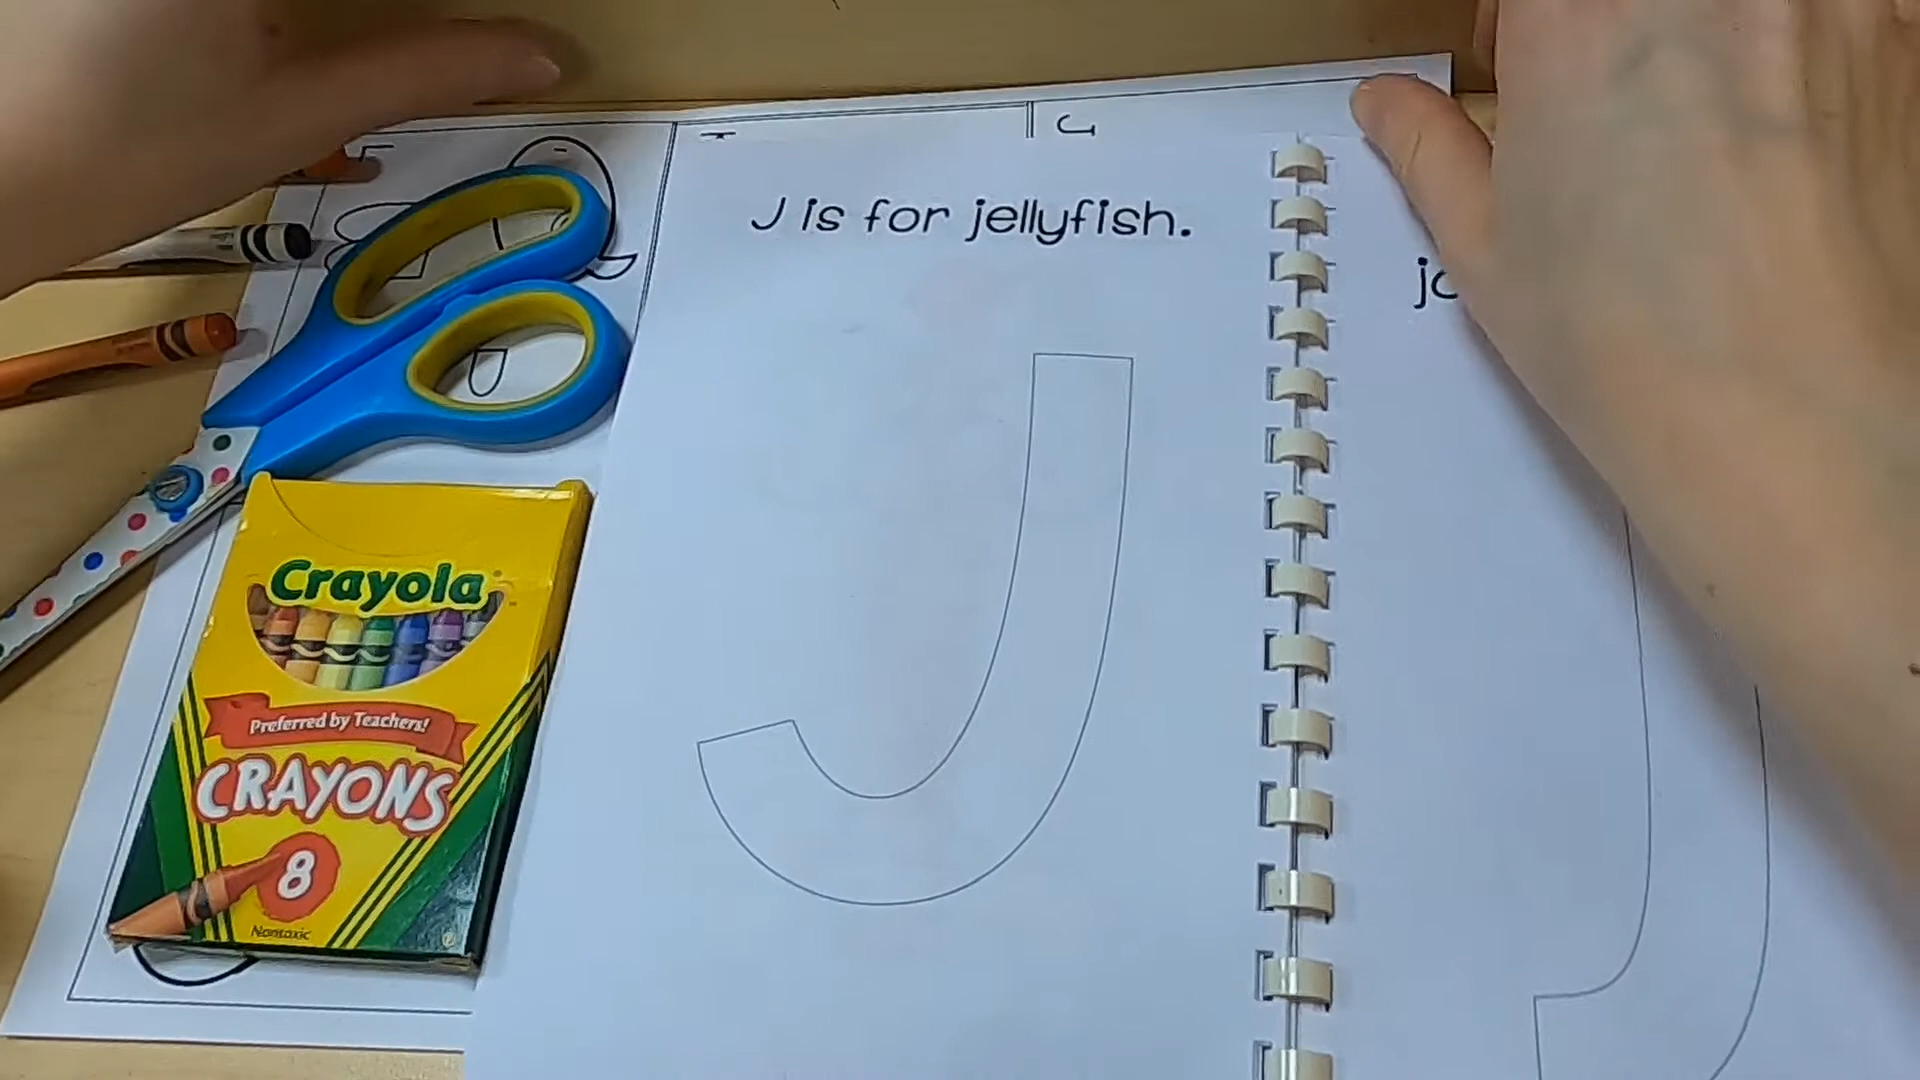 J is for jellyfish.
Crayola
Preferred by Teachers!
CRAYONS
8
Nontoxic